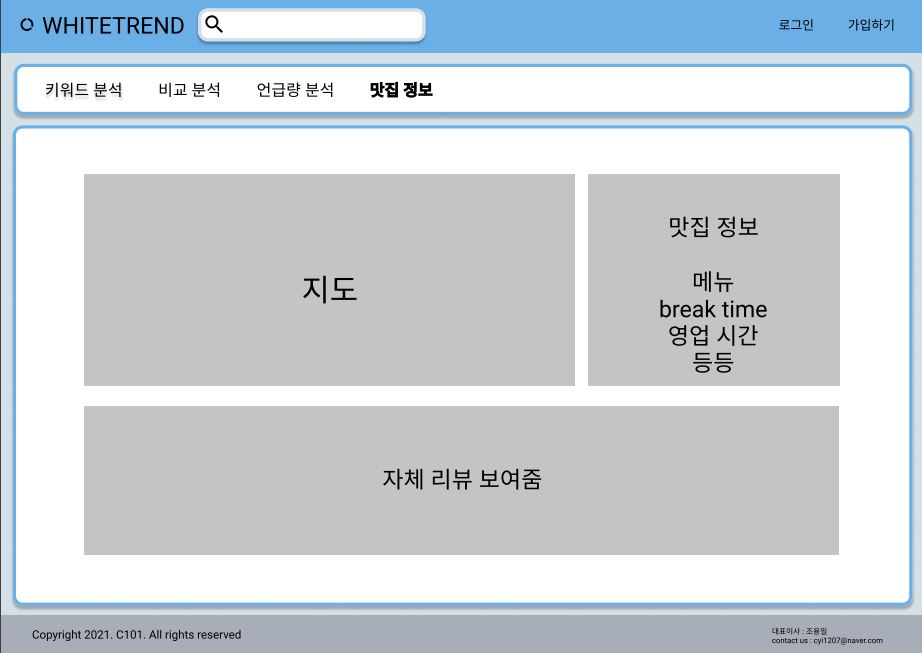 WHITETREND
로그인 가입하기
키워드 분석 비교 분석 언급량 분석 맛집 정보
지도
맛집 정보
메뉴
break time
영업 시간
등등
자체 리뷰 보여줌
Copyright 2021. C101. All rights reserved
대표이사 : 조용일
contact us : cyi1207@naver.com